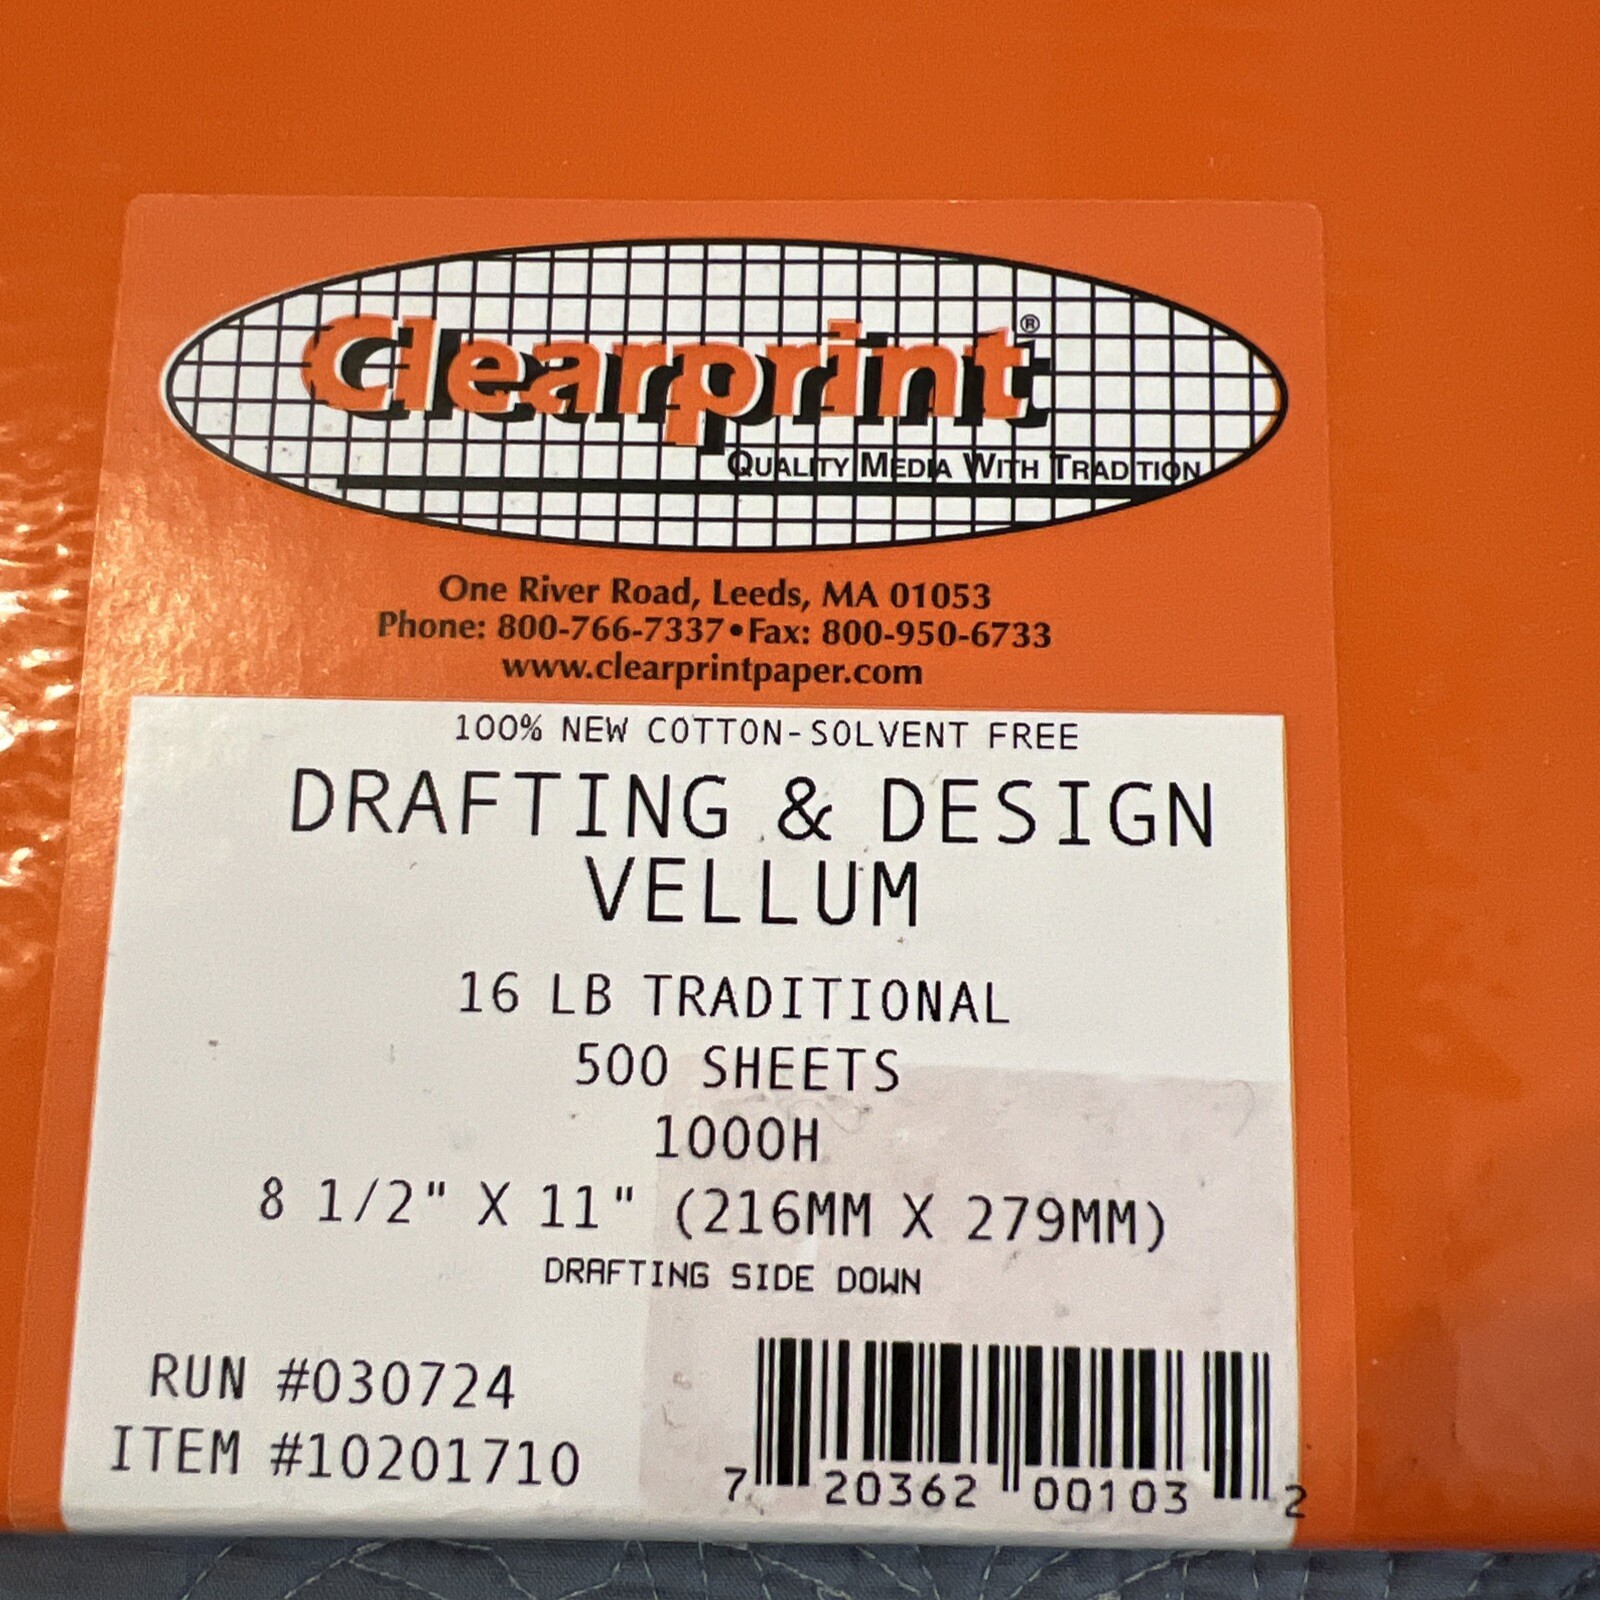 Clearprint®
QUALITY MEDIA WITH TRADITION
One River Road, Leeds, MA 01053
Phone: 800-766-7337•Fax: 800-950-6733
www.clearprintpaper.com
100% NEW COTTON-SOLVENT FREE
DRAFTING & DESIGN
VELLUM
16 LB TRADITIONAL
500 SHEETS
1000H
8 1/2" X 11" (216MM X 279MM)
DRAFTING SIDE DOWN
RUN #030724
ITEM #10201710
7 20362 00103 2